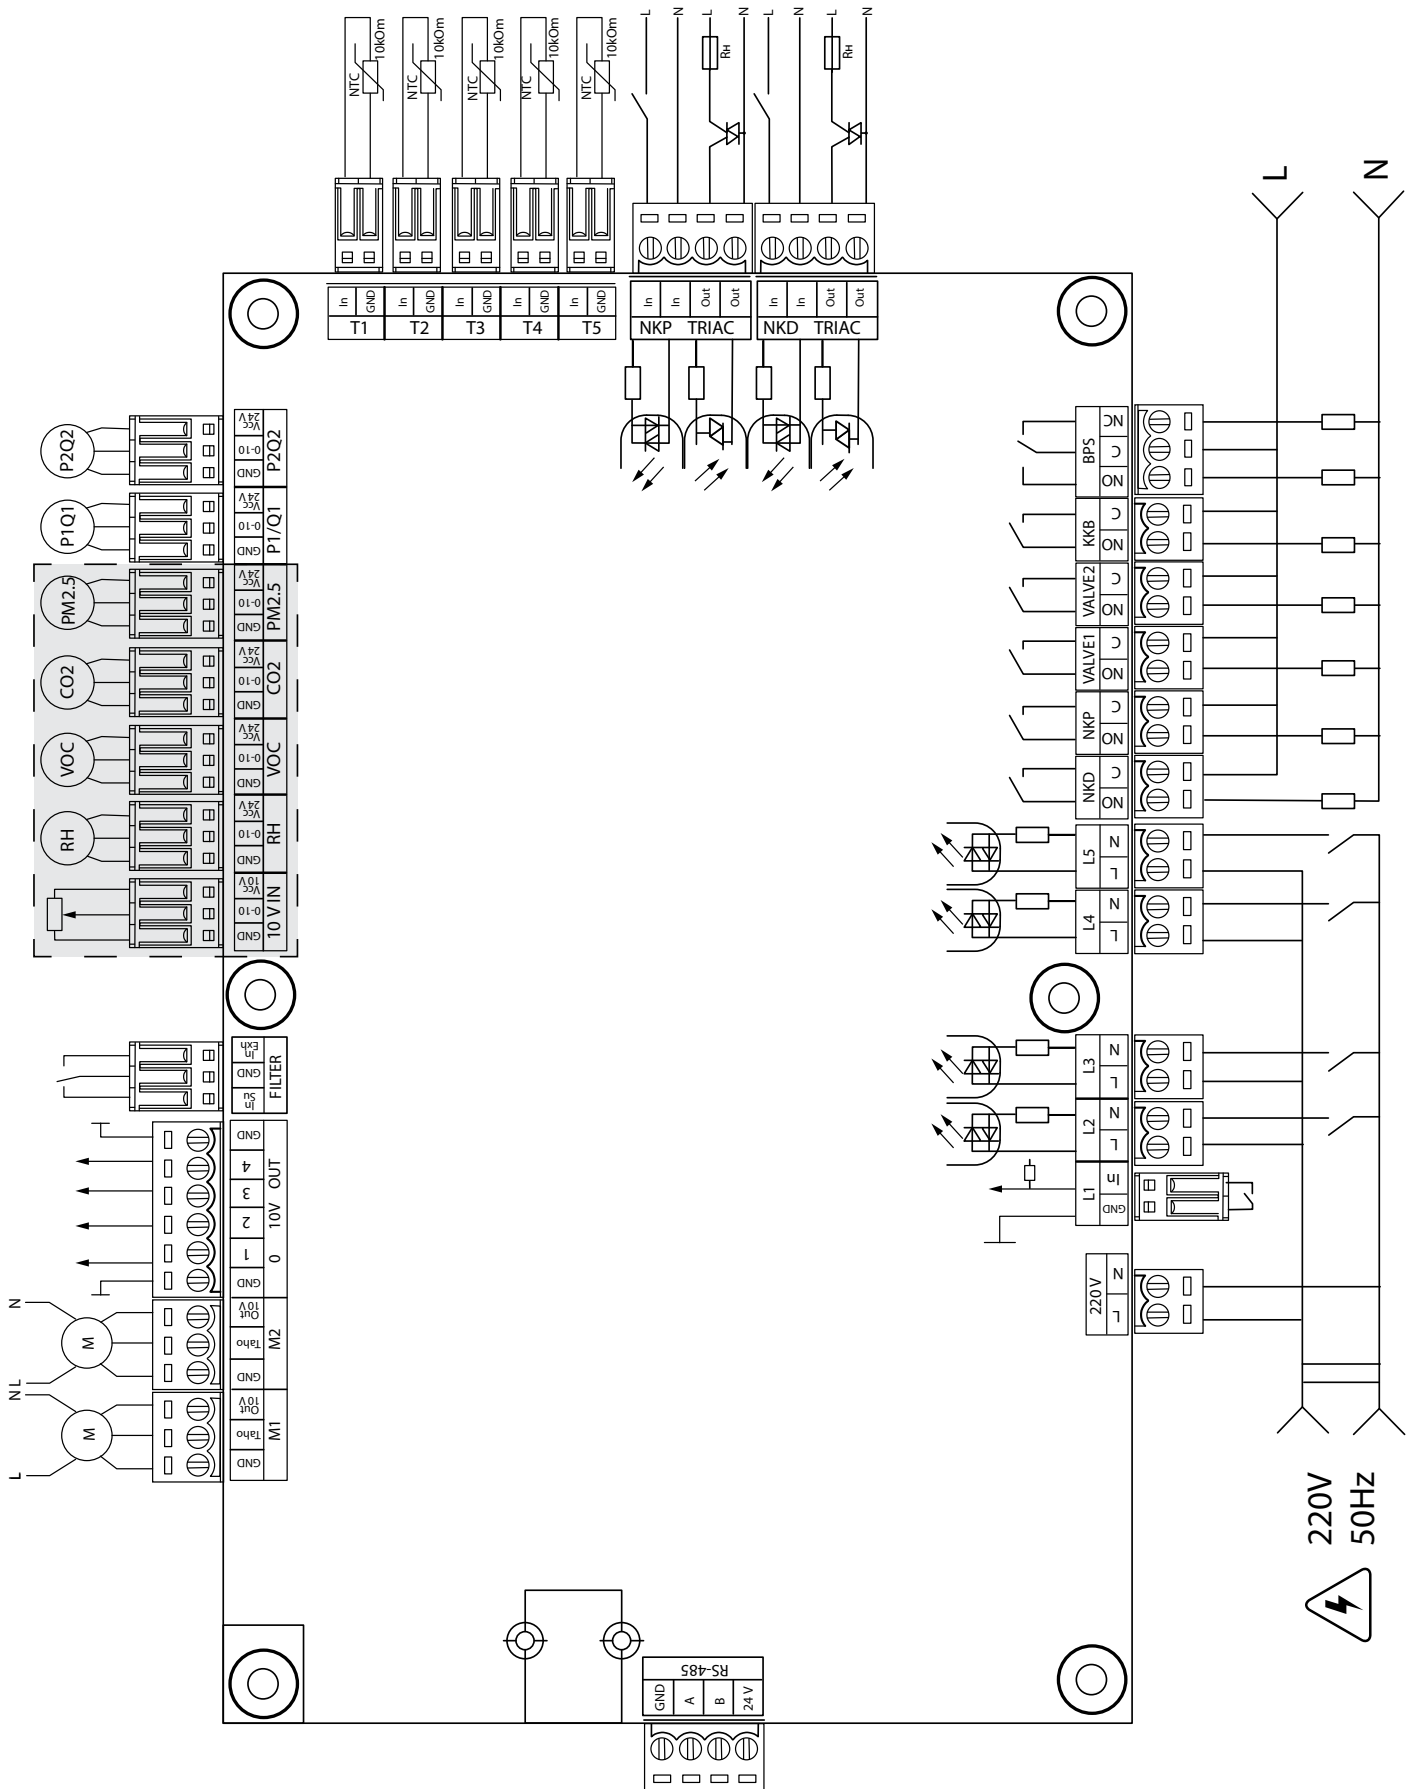 NTC 10kOm
NTC 10kOm
NTC 10kOm
NTC 10kOm
NTC 10kOm
L
N
L
N
L
N
L
N
RH
RH
In GND
T1
In GND
T2
In GND
T3
In GND
T4
In GND
T5
In In Out Out
NKP TRIAC
In In Out Out
NKD TRIAC
L
N
P2Q2
GND 0-10 Vcc 24V
P2Q2
P1Q1
GND 0-10 Vcc 24V
P1/Q1
PM2.5
GND 0-10 Vcc 24V
PM2.5
CO2
GND 0-10 Vcc 24V
CO2
VOC
GND 0-10 Vcc 24V
VOC
RH
GND 0-10 Vcc 24V
RH
GND 0-10 Vcc 10V
10 V IN
In Su GND In Exh
FILTER
GND 1 2 3 4 GND
0 10V OUT
N
L
M
GND Taho Out 10V
M2
N
L
M
GND Taho Out 10V
M1
BPS
NO C NC
KKB
NO C
VALVE2
NO C
VALVE1
NO C
NKP
NO C
NKD
NO C
L5
L N
L4
L N
L3
L N
L2
L N
L1
GND In
220 V
L N
220V
50Hz
RS-485
GND A B 24 V